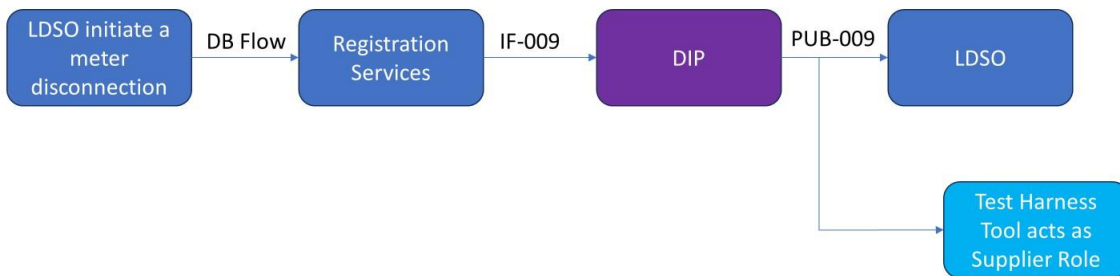 LDSO initiate a
meter
disconnection
DB Flow
Registration
Services
IF-009
DIP
PUB-009
LDSO
Test Harness
Tool acts as
Supplier Role